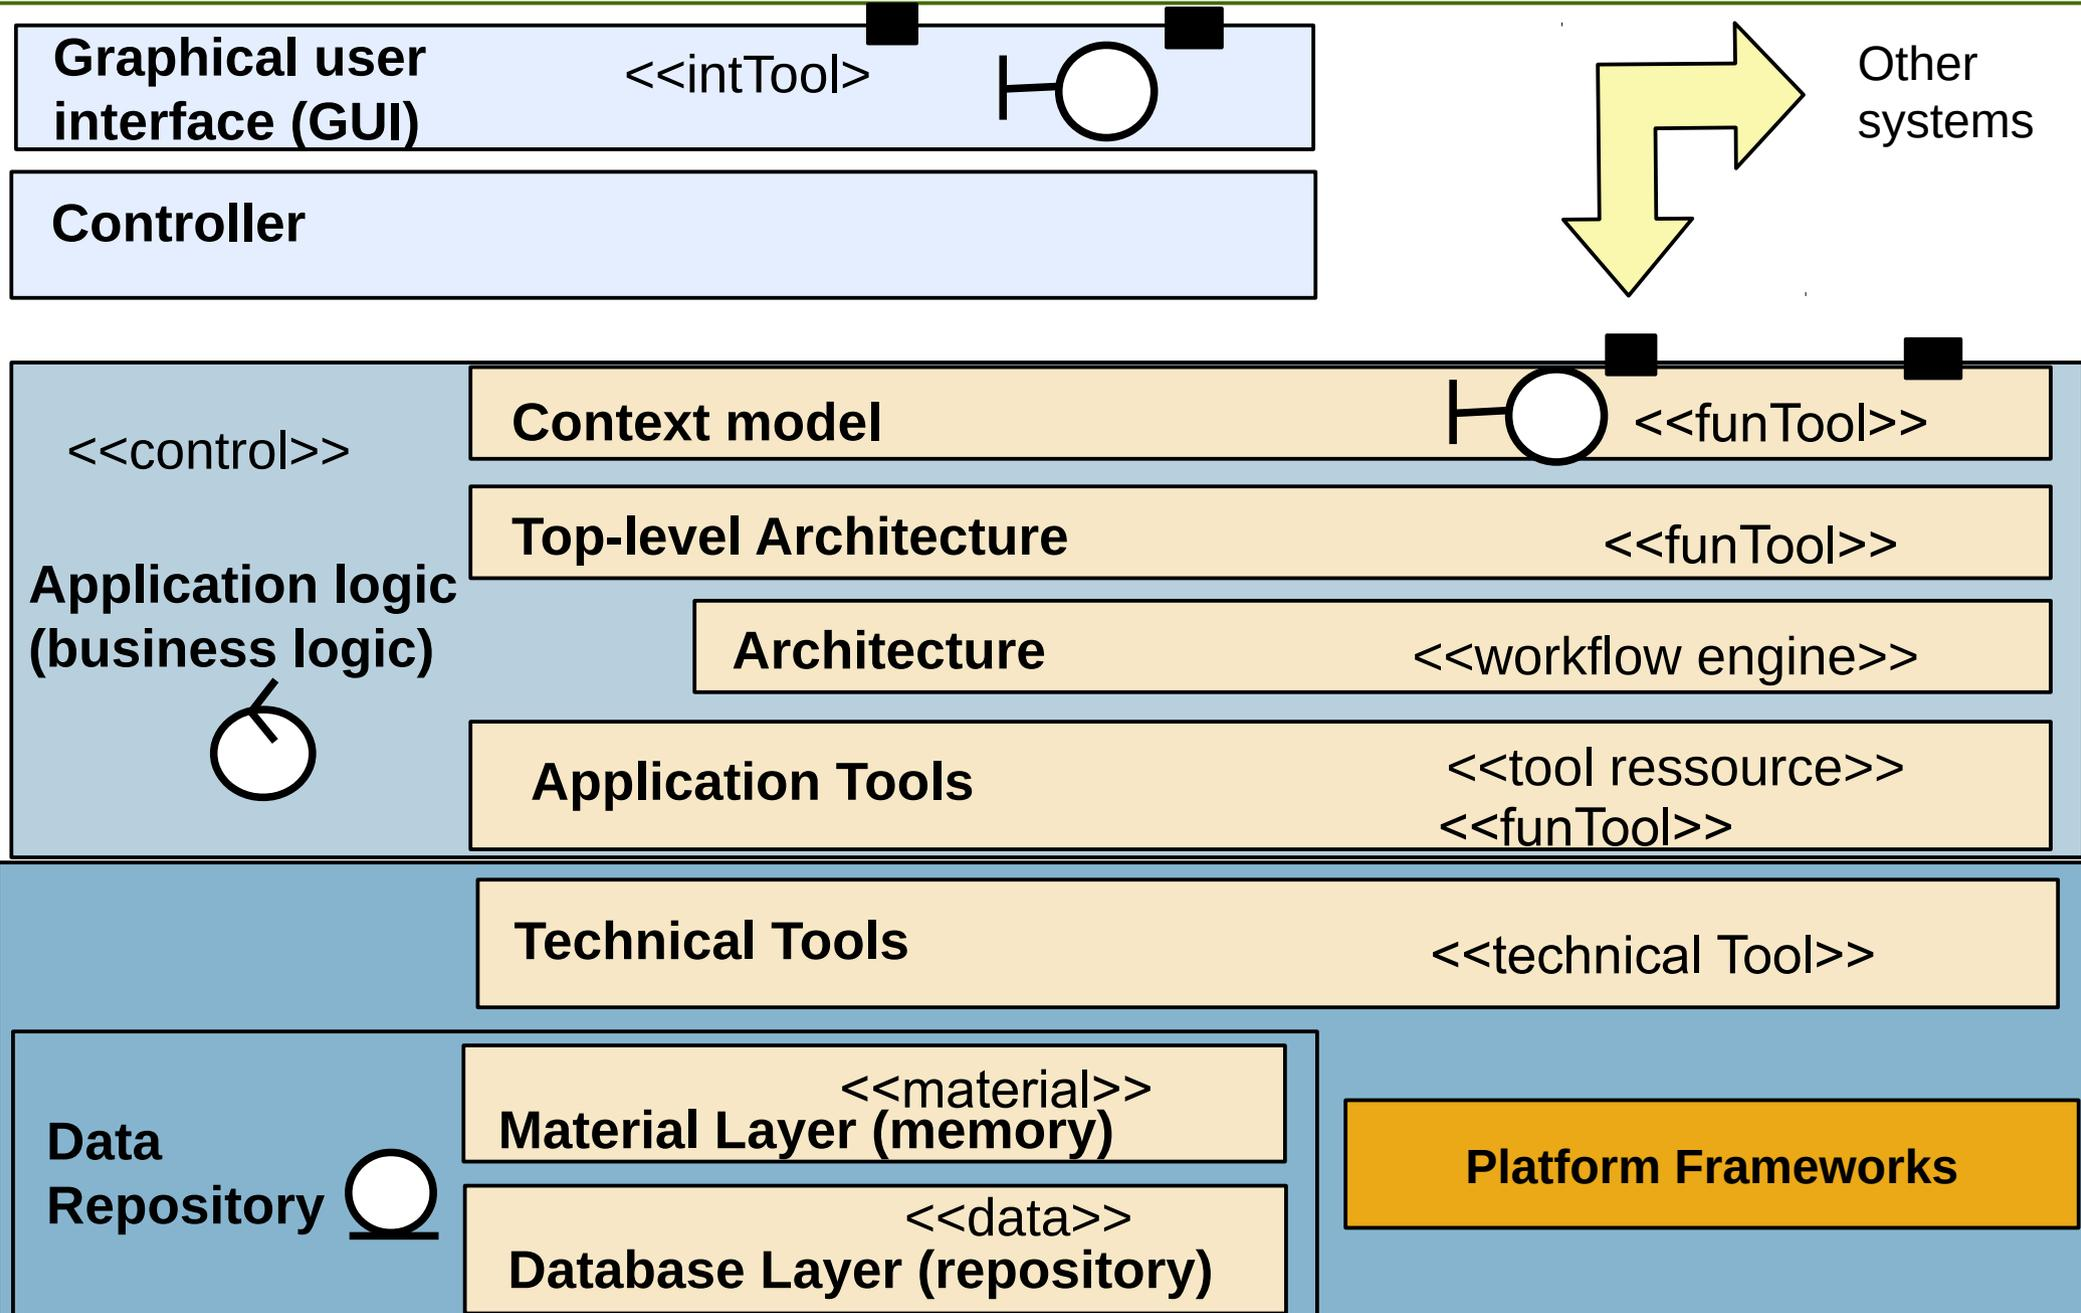 Graphical user
interface (GUI)
<<intTool>
Other
systems
Controller
<<control>>
Application logic
(business logic)
Context model
<<funTool>>
Top-level Architecture
<<funTool>>
Architecture
<<workflow engine>>
Application Tools
<<tool ressource>>
<<funTool>>
Technical Tools
<<technical Tool>>
Data
Repository
<<material>>
Material Layer (memory)
<<data>>
Database Layer (repository)
Platform Frameworks